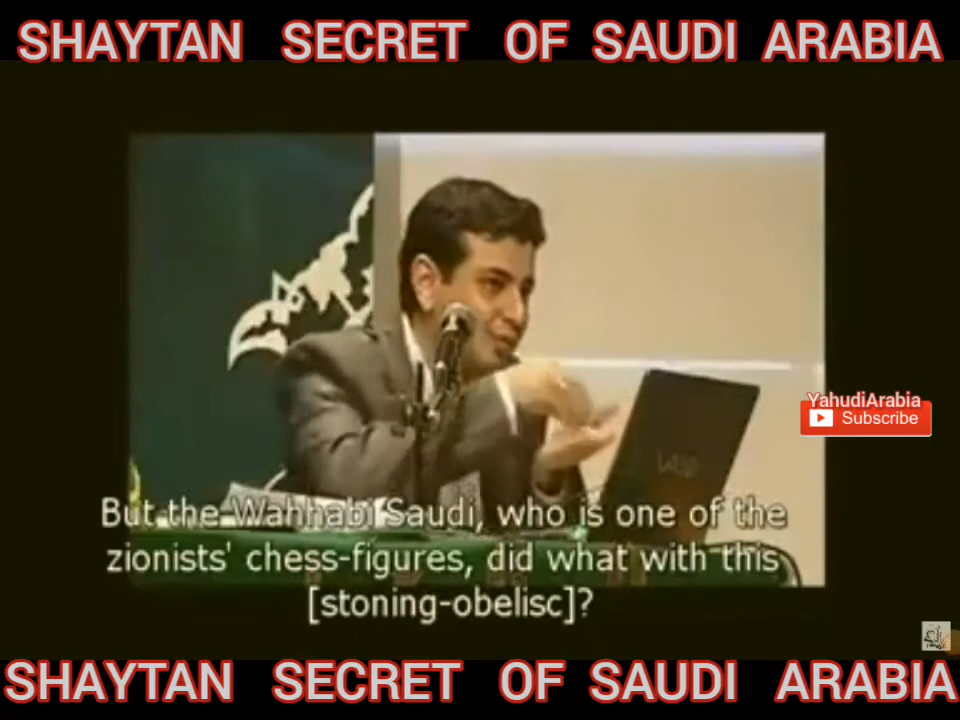 SHAYTAN SECRET OF SAUDI ARABIA
YahudiArabia
Subscribe
VAIO
But the Wahhabi Saudi, who is one of the
zionists' chess-figures, did what with this
[stoning-obelisc]?
SHAYTAN SECRET OF SAUDI ARABIA